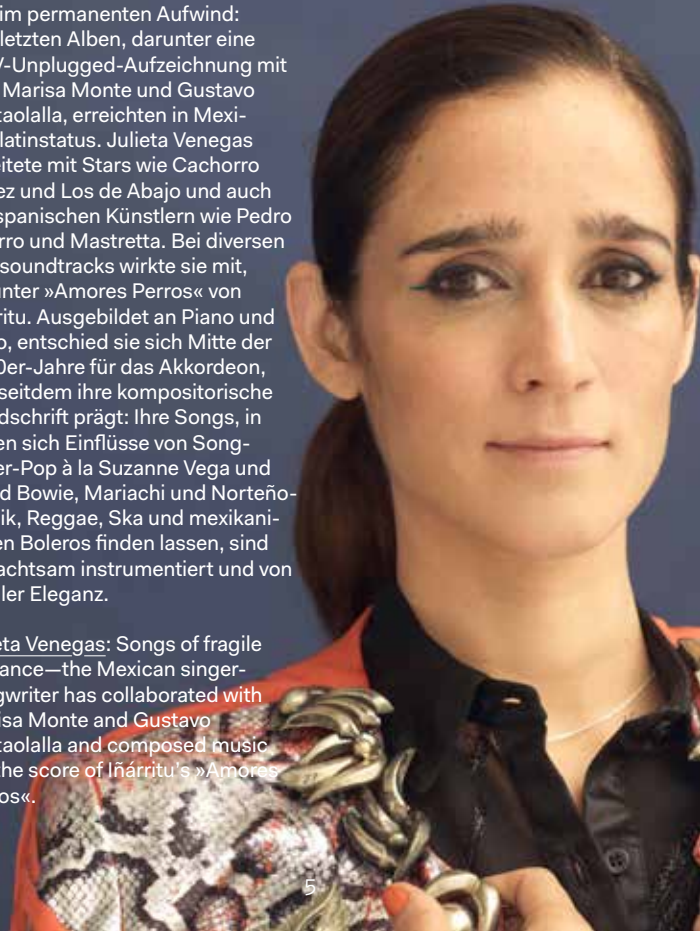 im permanenten Aufwind:
letzten Alben, darunter eine
V-Unplugged-Aufzeichnung mit
Marisa Monte und Gustavo
taolalla, erreichten in Mexi-
latinstatus. Julieta Venegas
eitete mit Stars wie Cachorro
ez und Los de Abajo und auch
spanischen Künstlern wie Pedro
rro und Mastretta. Bei diversen
soundtracks wirkte sie mit,
unter »Amores Perros« von
ritu. Ausgebildet an Piano und
o, entschied sie sich Mitte der
0er-Jahre für das Akkordeon,
seitdem ihre kompositorische
dschrift prägt: Ihre Songs, in
en sich Einflüsse von Song-
er-Pop à la Suzanne Vega und
d Bowie, Mariachi und Norteño-
ik, Reggae, Ska und mexikani-
en Boleros finden lassen, sind
achtsam instrumentiert und von
ler Eleganz.
eta Venegas: Songs of fragile
ance—the Mexican singer-
gwriter has collaborated with
isa Monte and Gustavo
taolalla and composed music
the score of Iñárritu's »Amores
os«.
5